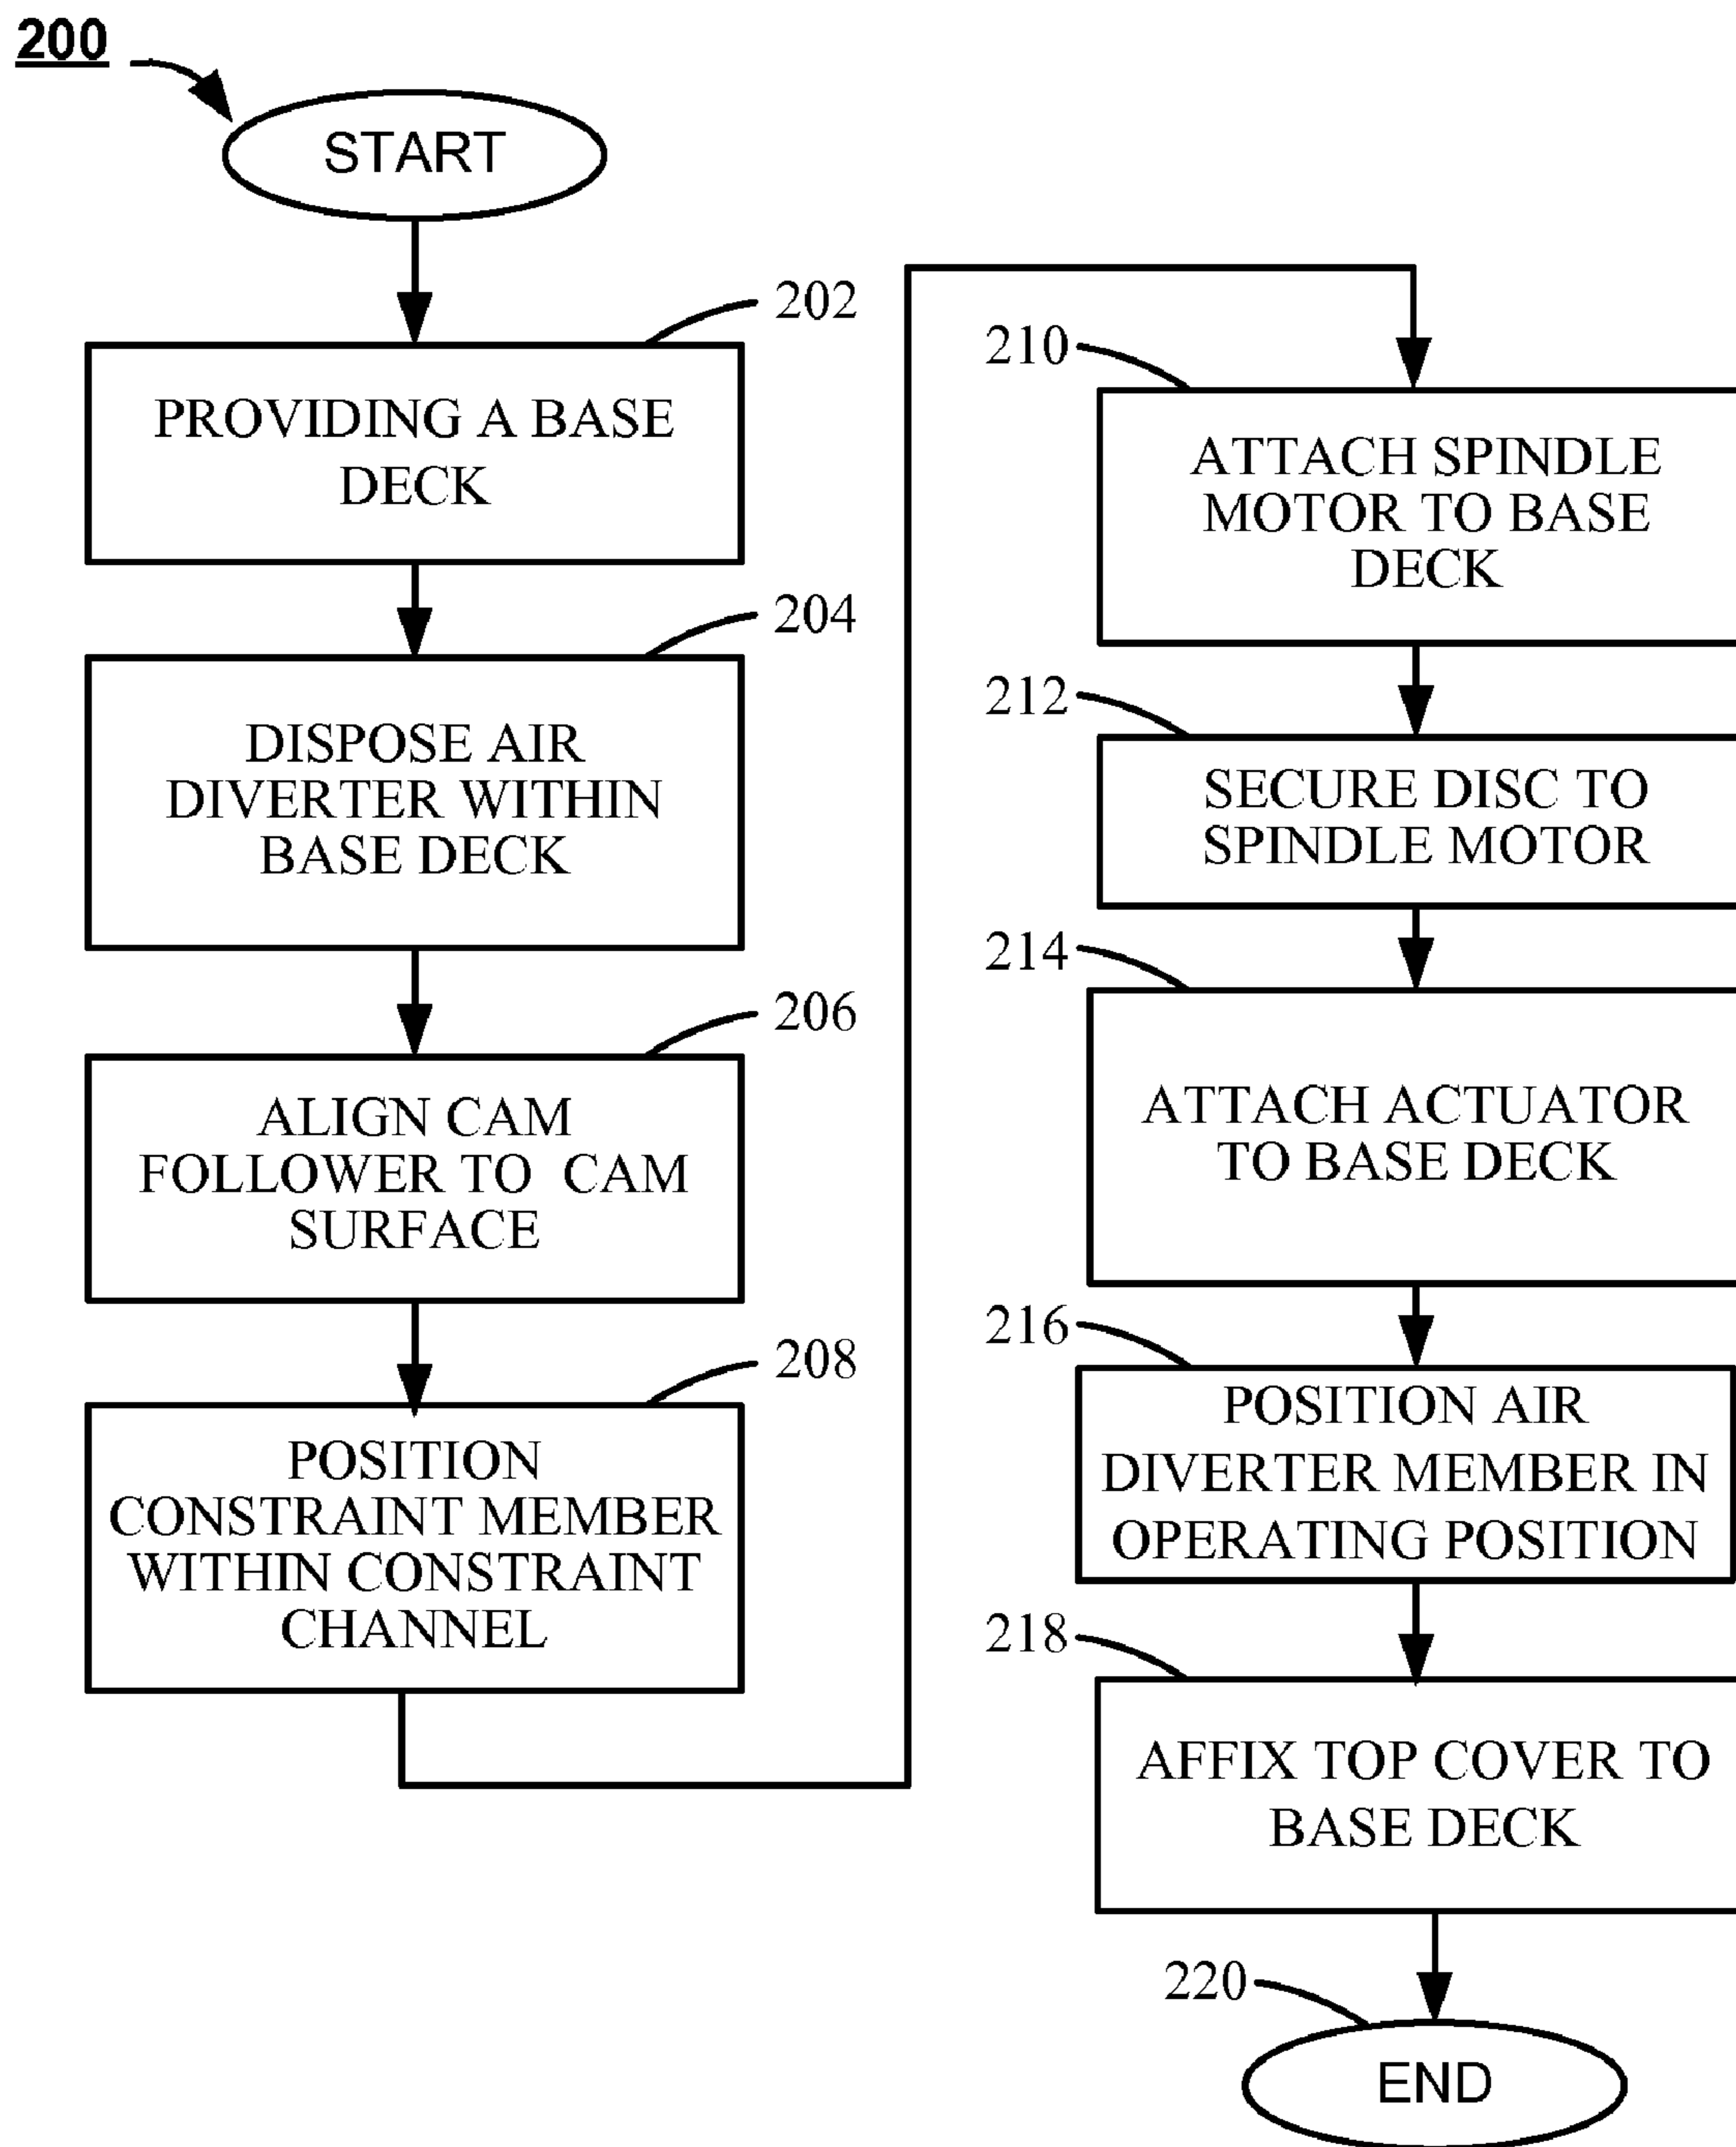 200
START
202
PROVIDING A BASE
DECK
204
DISPOSE AIR
DIVERTER WITHIN
BASE DECK
206
ALIGN CAM
FOLLOWER TO CAM
SURFACE
208
POSITION
CONSTRAINT MEMBER
WITHIN CONSTRAINT
CHANNEL
210
ATTACH SPINDLE
MOTOR TO BASE
DECK
212
SECURE DISC TO
SPINDLE MOTOR
214
ATTACH ACTUATOR
TO BASE DECK
216
POSITION AIR
DIVERTER MEMBER IN
OPERATING POSITION
218
AFFIX TOP COVER TO
BASE DECK
220
END